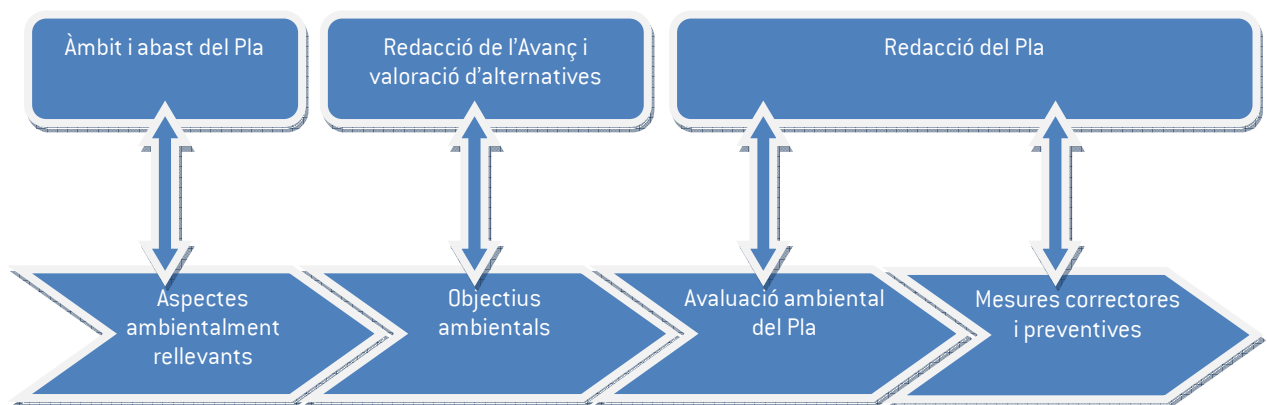 Àmbit i abast del Pla
Redacció de l'Avanç i
valoració d'alternatives
Redacció del Pla
Aspectes
ambientalment
rellevants
Objectius
ambientals
Avaluació ambiental
del Pla
Mesures correctores
i preventives